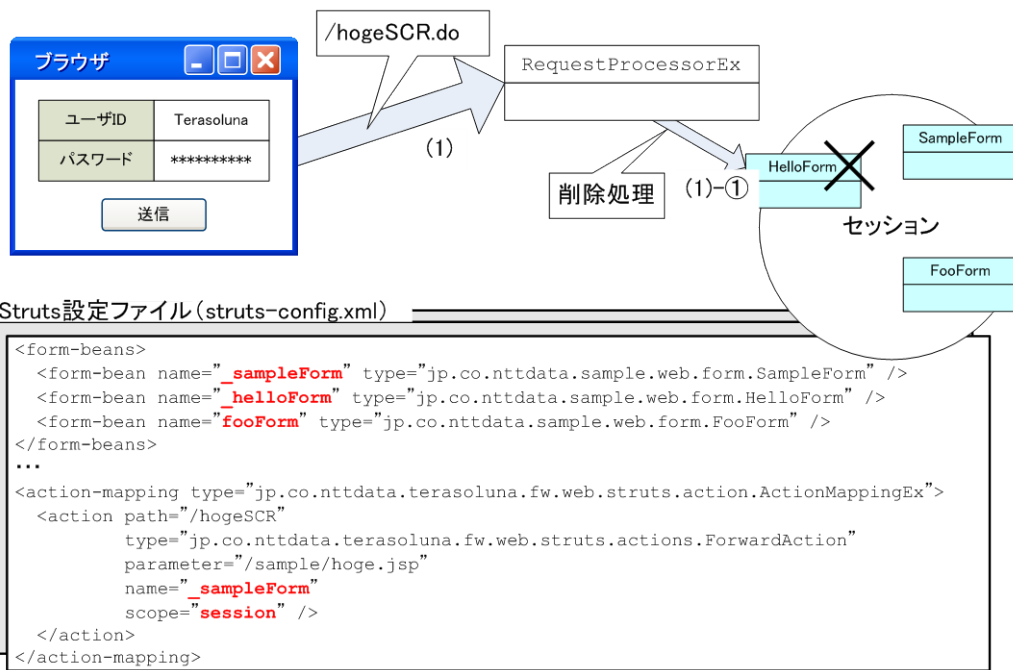 /hogeSCR.do
ブラウザ
RequestProcessorEx
ユーザID
Terasoluna
パスワード
**********
送信
(1)
削除処理
(1)-①
HelloForm
SampleForm
セッション
FooForm
Struts設定ファイル(struts-config.xml)
<form-beans>
<form-bean name="_sampleForm" type="jp.co.nttdata.sample.web.form.SampleForm" />
<form-bean name="_helloForm" type="jp.co.nttdata.sample.web.form.HelloForm" />
<form-bean name="fooForm" type="jp.co.nttdata.sample.web.form.FooForm" />
</form-beans>
・・・
<action-mapping type="jp.co.nttdata.terasoluna.fw.web.struts.action.ActionMappingEx">
<action path="/hogeSCR"
type="jp.co.nttdata.terasoluna.fw.web.struts.actions.ForwardAction"
parameter="/sample/hoge.jsp"
name="_sampleForm"
scope="session" />
</action>
</action-mapping>